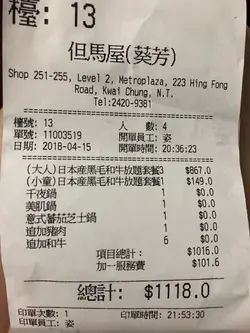 檯: 13
但馬屋(葵芳)
Shop 251-255, Level 2, Metroplaza, 223 Hing Fong
Road, Kwai Chung, N.T.
Tel:2420-9381
檯號: 13 人 數: 4
單號: 11003519 開單員工: 姿
日期: 2018-04-15 開單時間: 20:36:23
(大人)日本産黑毛和牛放題套餐3 $867.0
(小童)日本産黑毛和牛放題套餐1 $149.0
千夜鍋 1 $0.0
美肌鍋 1 $0.0
意式蕃茄芝士鍋 1 $0.0
追加豬肉 1 $0.0
追加和牛 6 $0.0
項目總計: $1016.0
加一服務費 $101.6
總計: $1118.0
印單次數: 1 印單時間: 21:53:30
印單員工: 姿